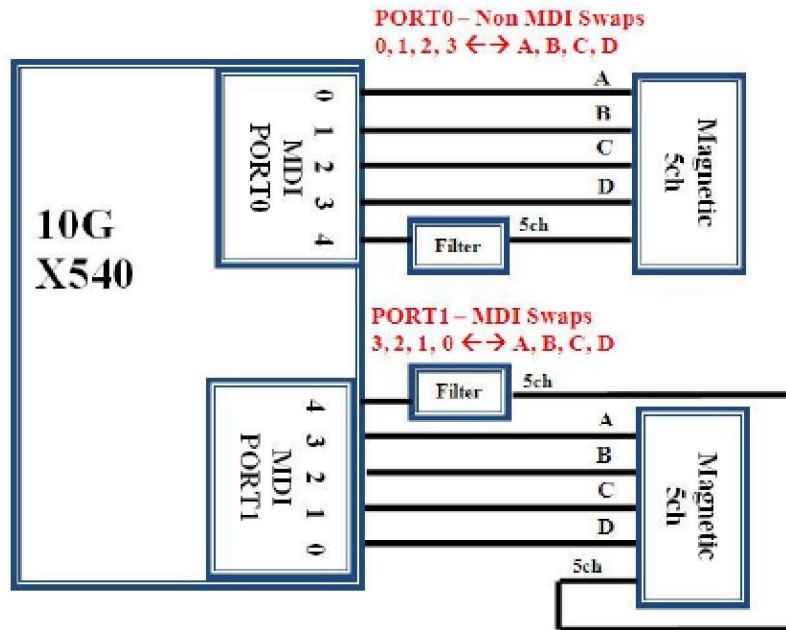 PORT0 – Non MDI Swaps
0, 1, 2, 3 ←→ A, B, C, D
10G
X540
MDI
PORT0
0 1 2 3 4
A
B
C
D
Filter
5ch
Magnetic
5ch
PORT1 – MDI Swaps
3, 2, 1, 0 ←→ A, B, C, D
MDI
PORT1
4 3 2 1 0
Filter
5ch
A
B
C
D
5ch
Magnetic
5ch